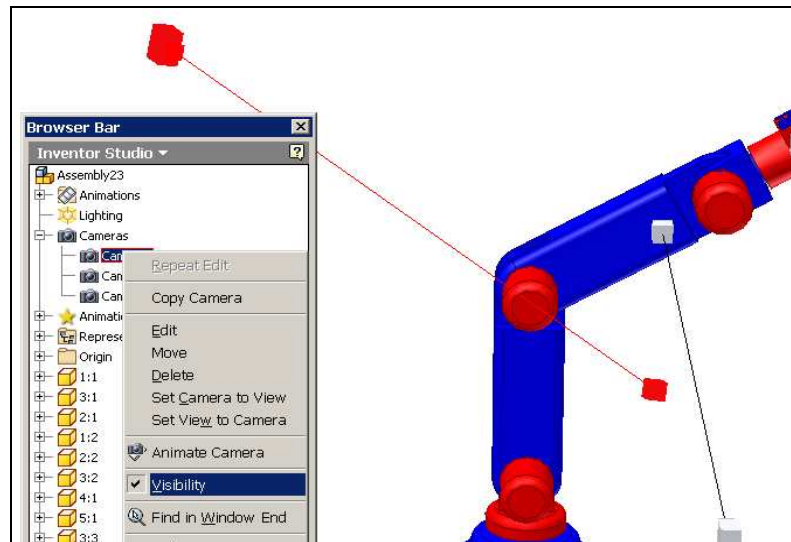 Browser Bar
Inventor Studio
Assembly23
Animations
Lighting
Cameras
Cam
Cam
Origin
1:1
3:1
2:1
1:2
2:2
3:2
4:1
5:1
3:3
Repeat Edit
Copy Camera
Edit
Move
Delete
Set Camera to View
Set View to Camera
Animate Camera
Visibility
Find in Window End